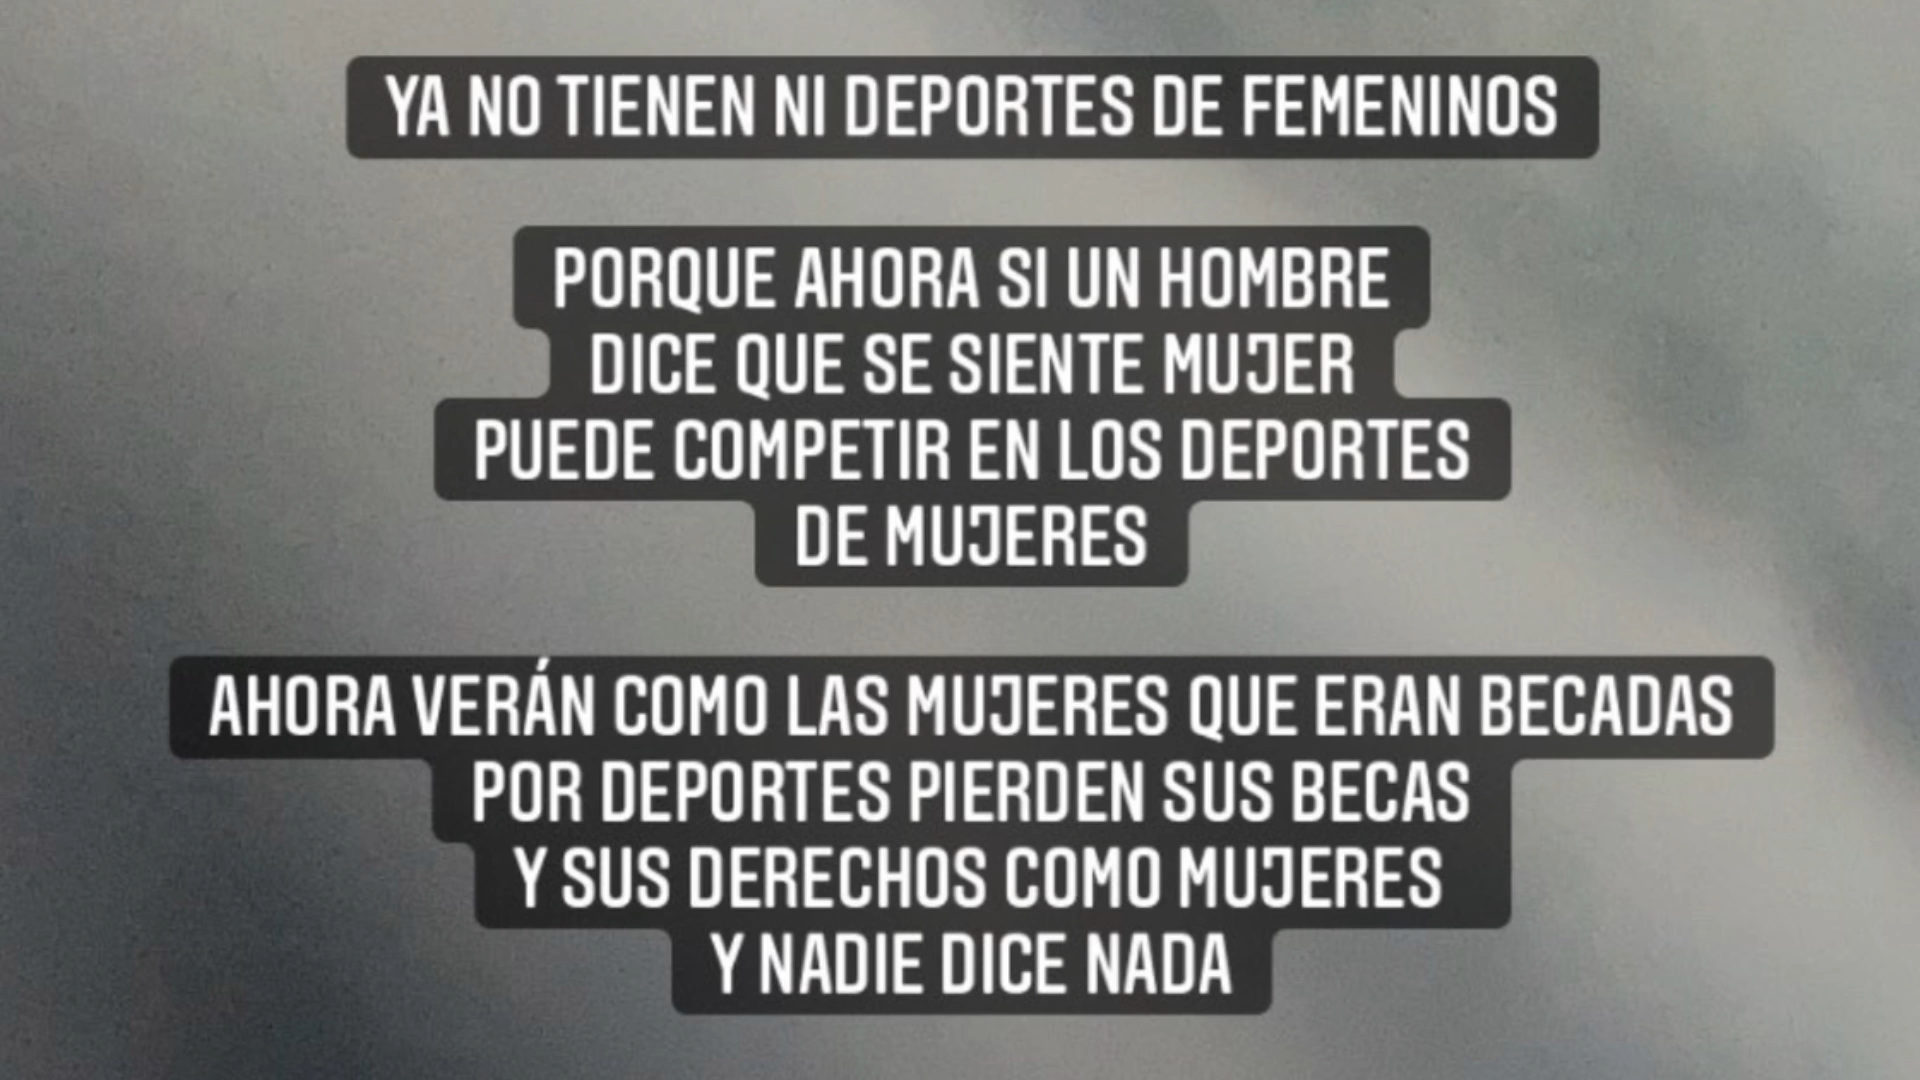 YA NO TIENEN NI DEPORTES DE FEMENINOS
PORQUE AHORA SI UN HOMBRE
DICE QUE SE SIENTE MUJER
PUEDE COMPETIR EN LOS DEPORTES
DE MUJERES
AHORA VERÁN COMO LAS MUJERES QUE ERAN BECADAS
POR DEPORTES PIERDEN SUS BECAS
Y SUS DERECHOS COMO MUJERES
Y NADIE DICE NADA